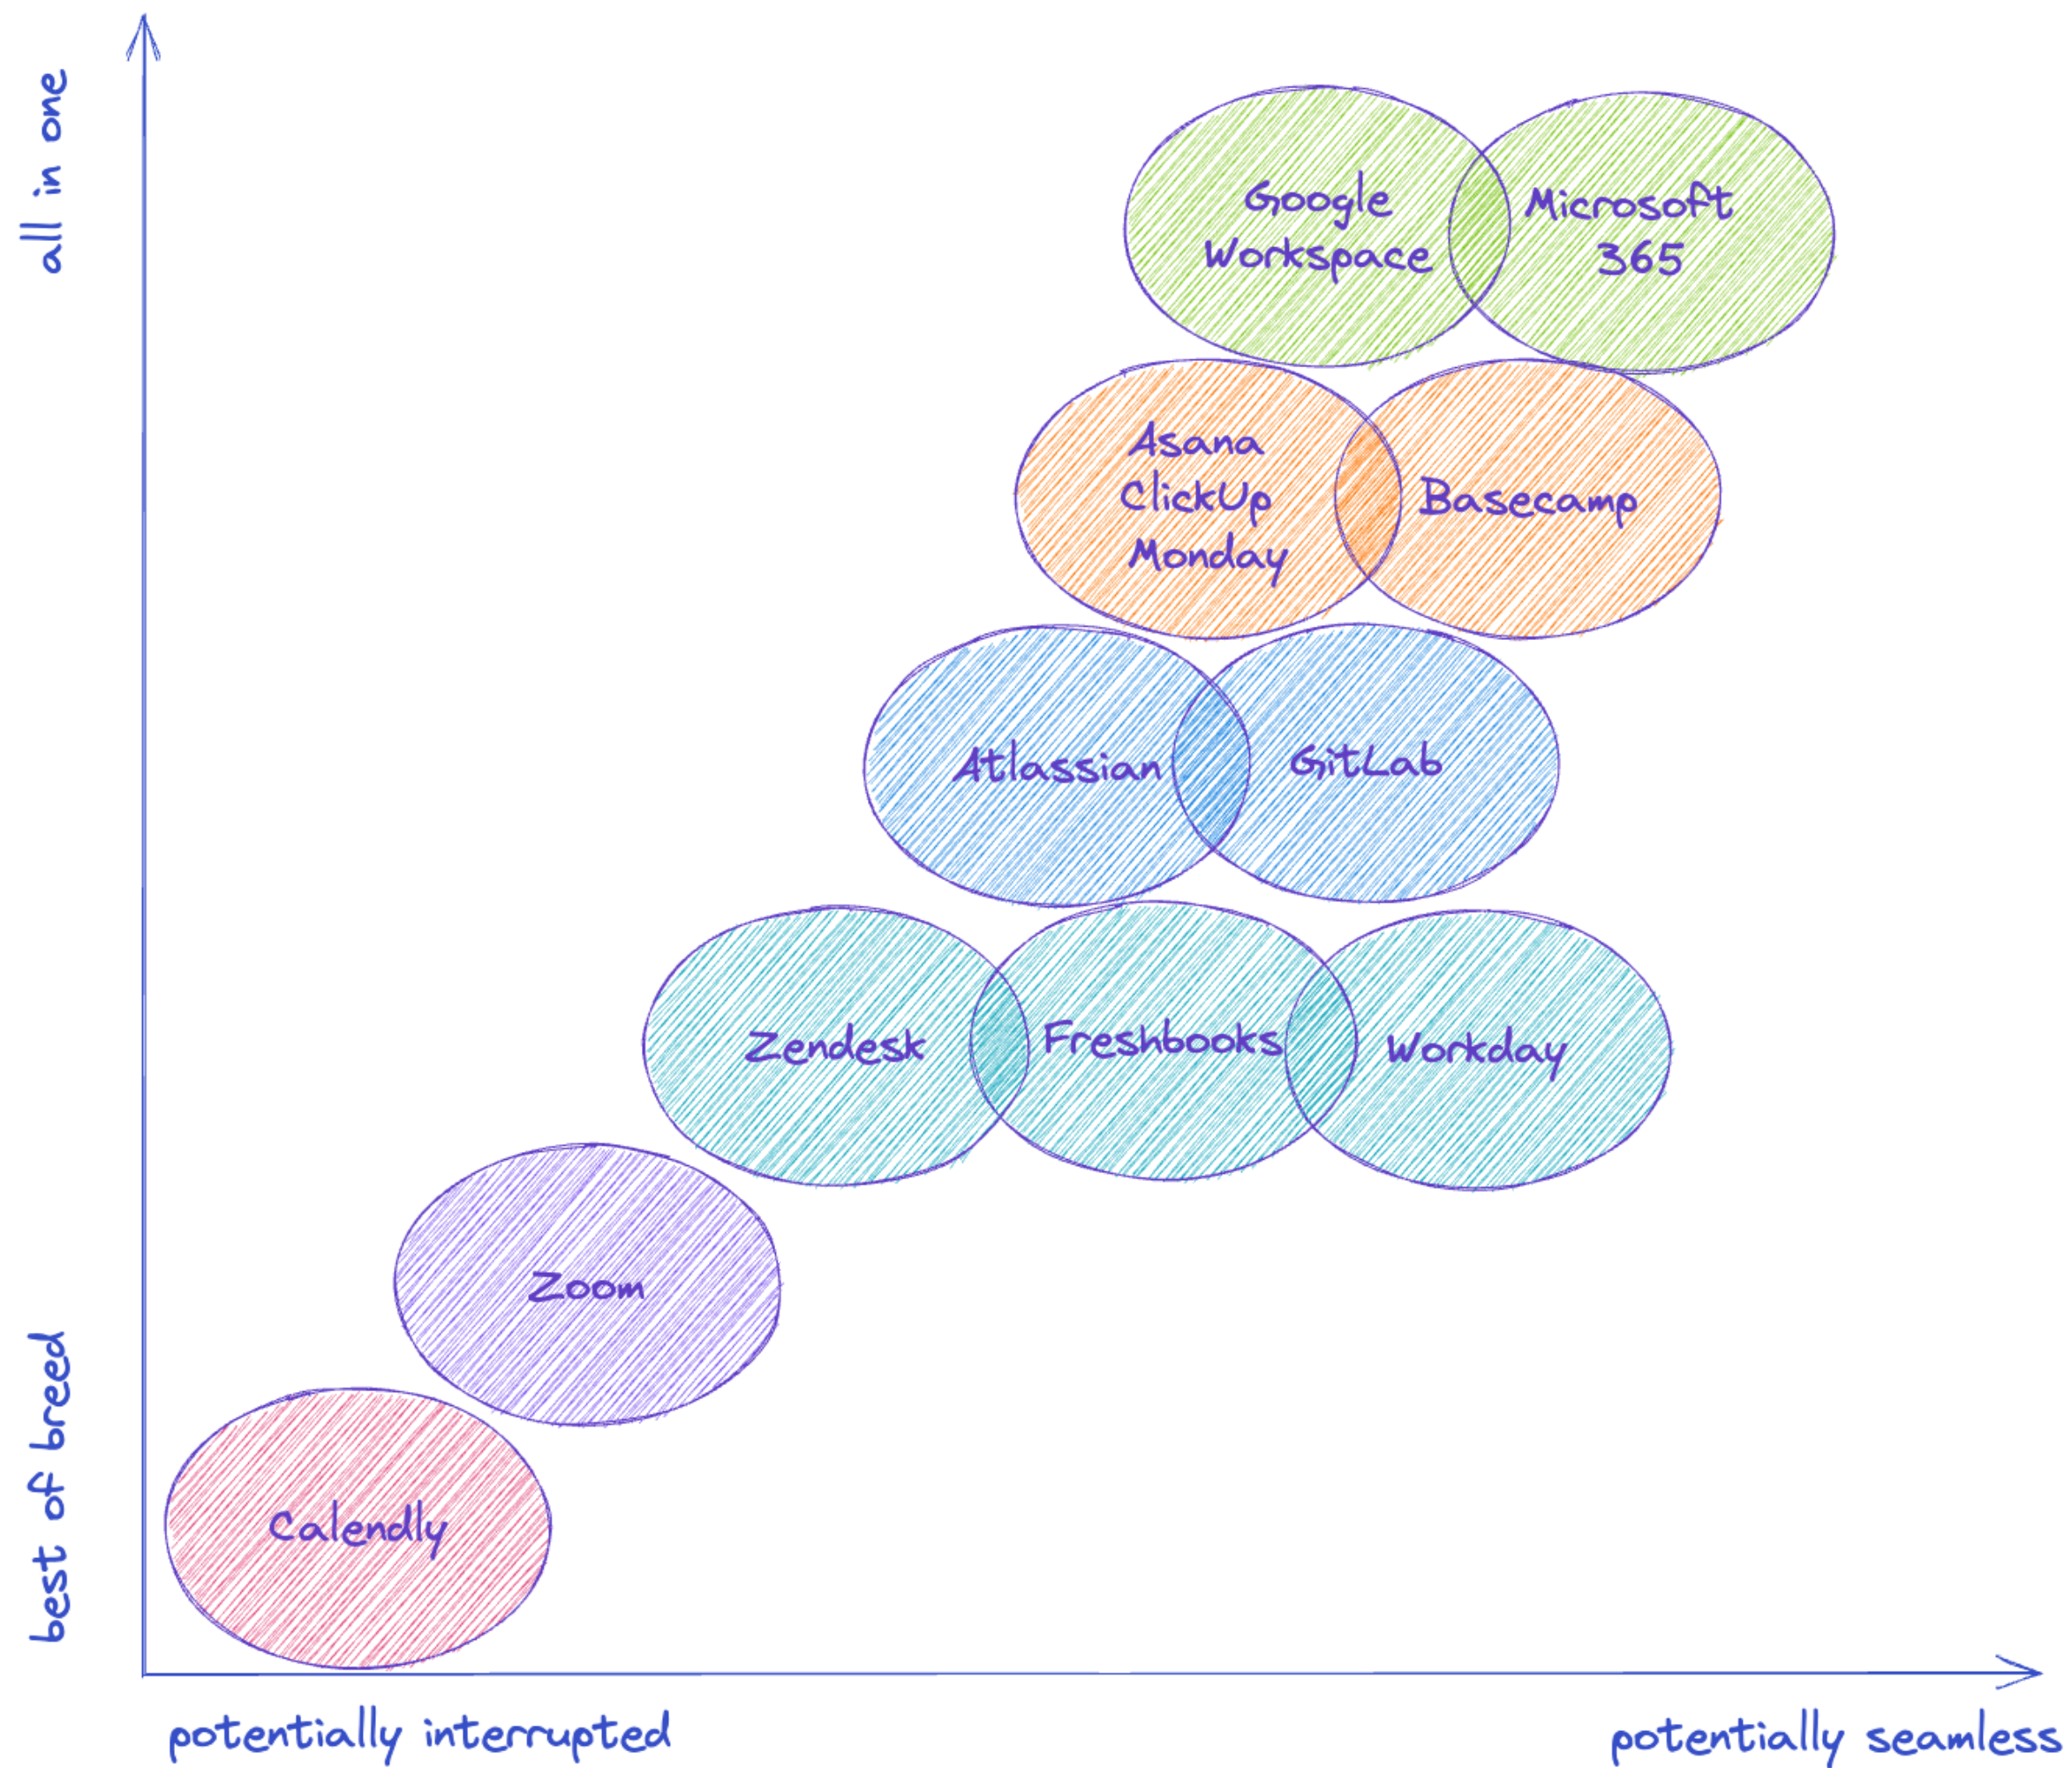 all in one
Google
Workspace
Microsoft
365
Asana
ClickUp
Monday
Basecamp
Atlassian
GitLab
Zendesk
Freshbooks
Workday
Zoom
Calendly
best of breed
potentially interrupted
potentially seamless